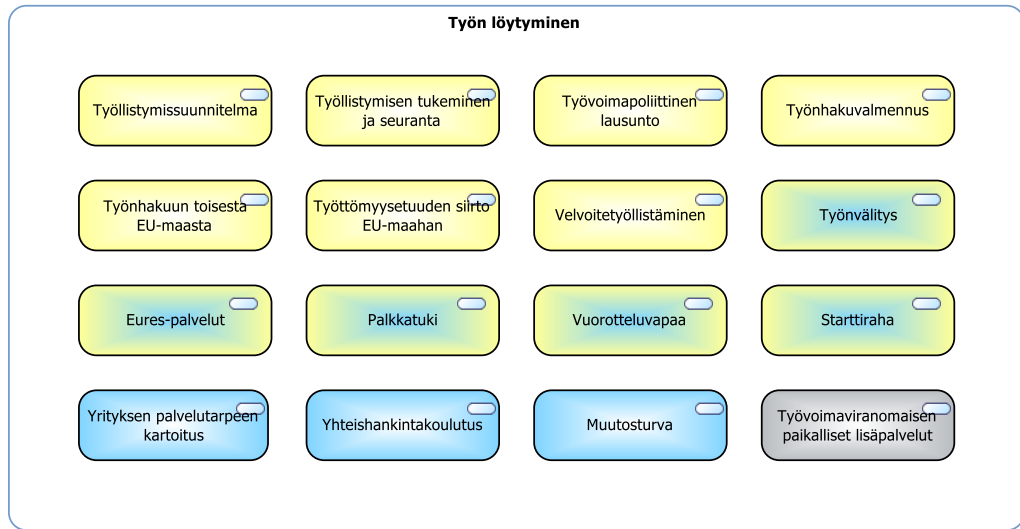 Työn löytyminen
Työllistymissuunnitelma
Työllistymisen tukeminen
ja seuranta
Työvoimapoliittinen
lausunto
Työnhakuvalmennus
Työnhakuun toisesta
EU-maasta
Työttömyysetuuden siirto
EU-maahan
Velvoitetyöllistäminen
Työnvälitys
Eures-palvelut
Palkkatuki
Vuorotteluvapaa
Starttiraha
Yrityksen palvelutarpeen
kartoitus
Yhteishankintakoulutus
Muutosturva
Työvoimaviranomaisen
paikalliset lisäpalvelut